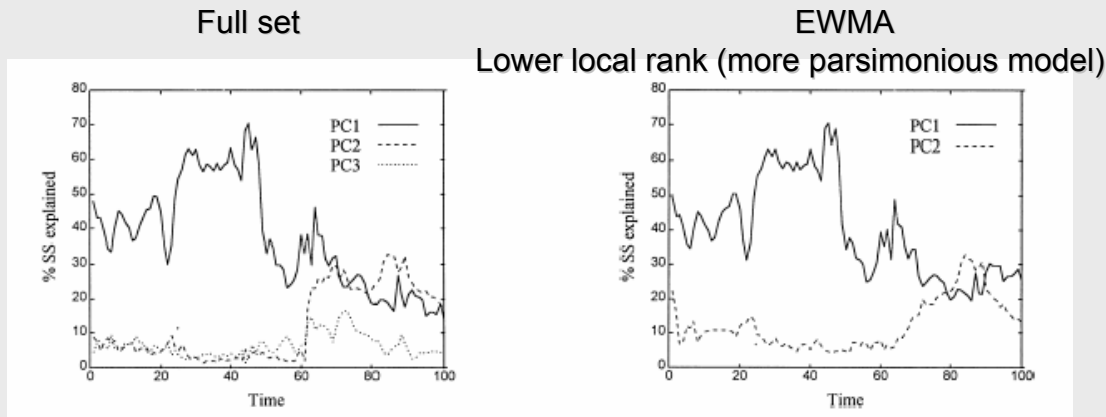 Full set
EWMA
Lower local rank (more parsimonious model)
80
70
60
50
40
30
20
10
0
% SS explained
PC1
PC2
PC3
0 20 40 60 80 100
Time
80
70
60
50
40
30
20
10
0
% SS explained
PC1
PC2
0 20 40 60 80 100
Time